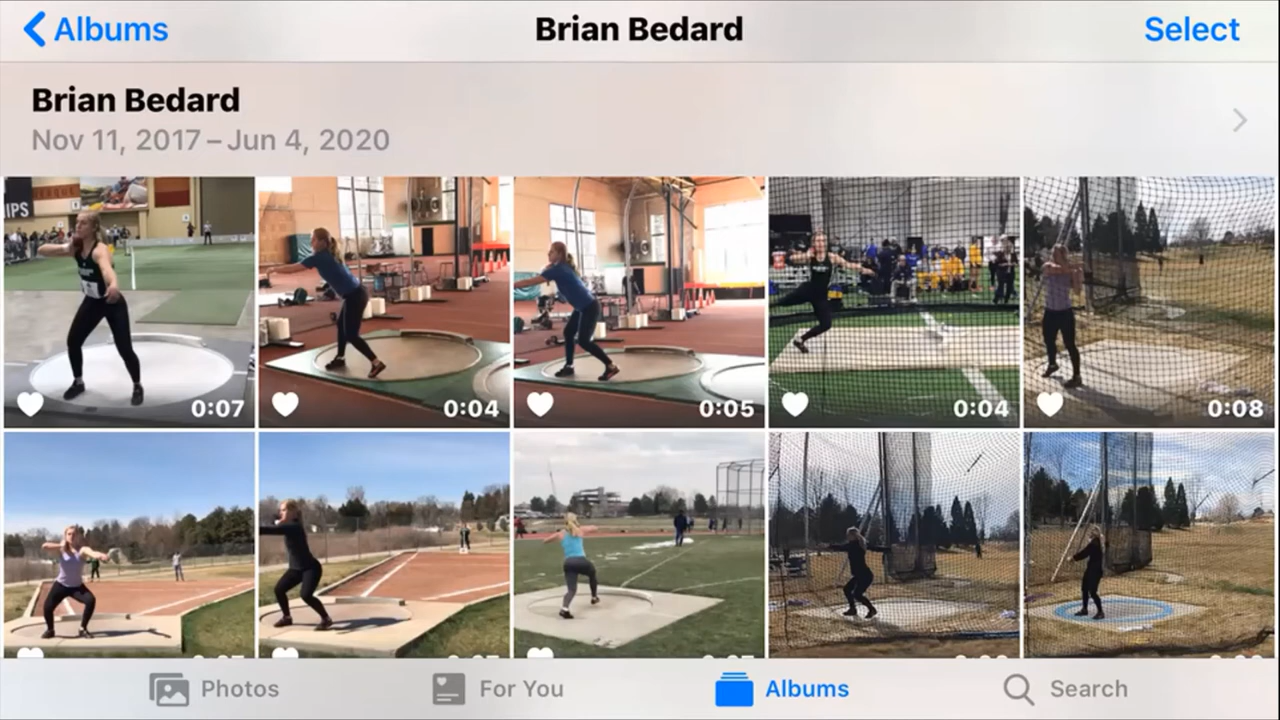 Albums
Brian Bedard
Select
Brian Bedard
Nov 11, 2017 – Jun 4, 2020
IPS
0:07
0:04
0:05
0:04
0:08
Photos
For You
Albums
Search